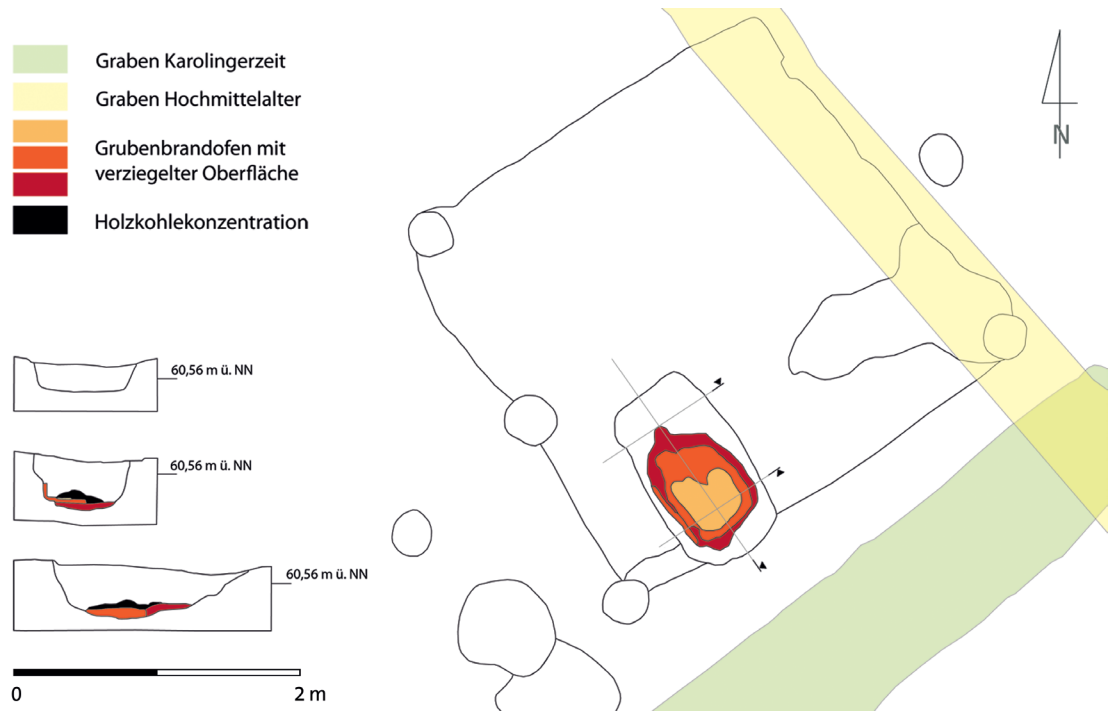 Graben Karolingerzeit
Graben Hochmittelalter
Grubenbrandofen mit
verziegelter Oberfläche
Holzkohlekonzentration
N
60,56 m ü. NN
60,56 m ü. NN
60,56 m ü. NN
0 2 m